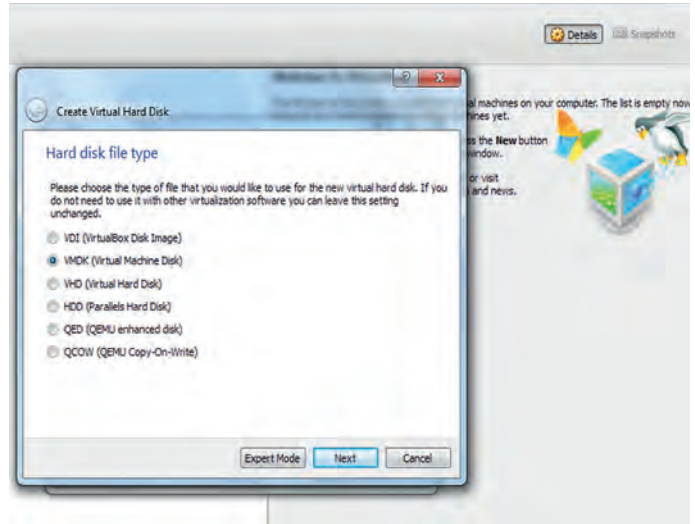 Details
Snapshots
Create Virtual Hard Disk
al machines on your computer. The list is empty now
hines yet.
ss the New button
window.
or visit
and news.
Hard disk file type
Please choose the type of file that you would like to use for the new virtual hard disk. If you
do not need to use it with other virtualization software you can leave this setting
unchanged.
VDI (VirtualBox Disk Image)
VMDK (Virtual Machine Disk)
VHD (Virtual Hard Disk)
HDD (Parallels Hard Disk)
QED (QEMU enhanced disk)
QCOW (QEMU Copy-On-Write)
Expert Mode
Next
Cancel